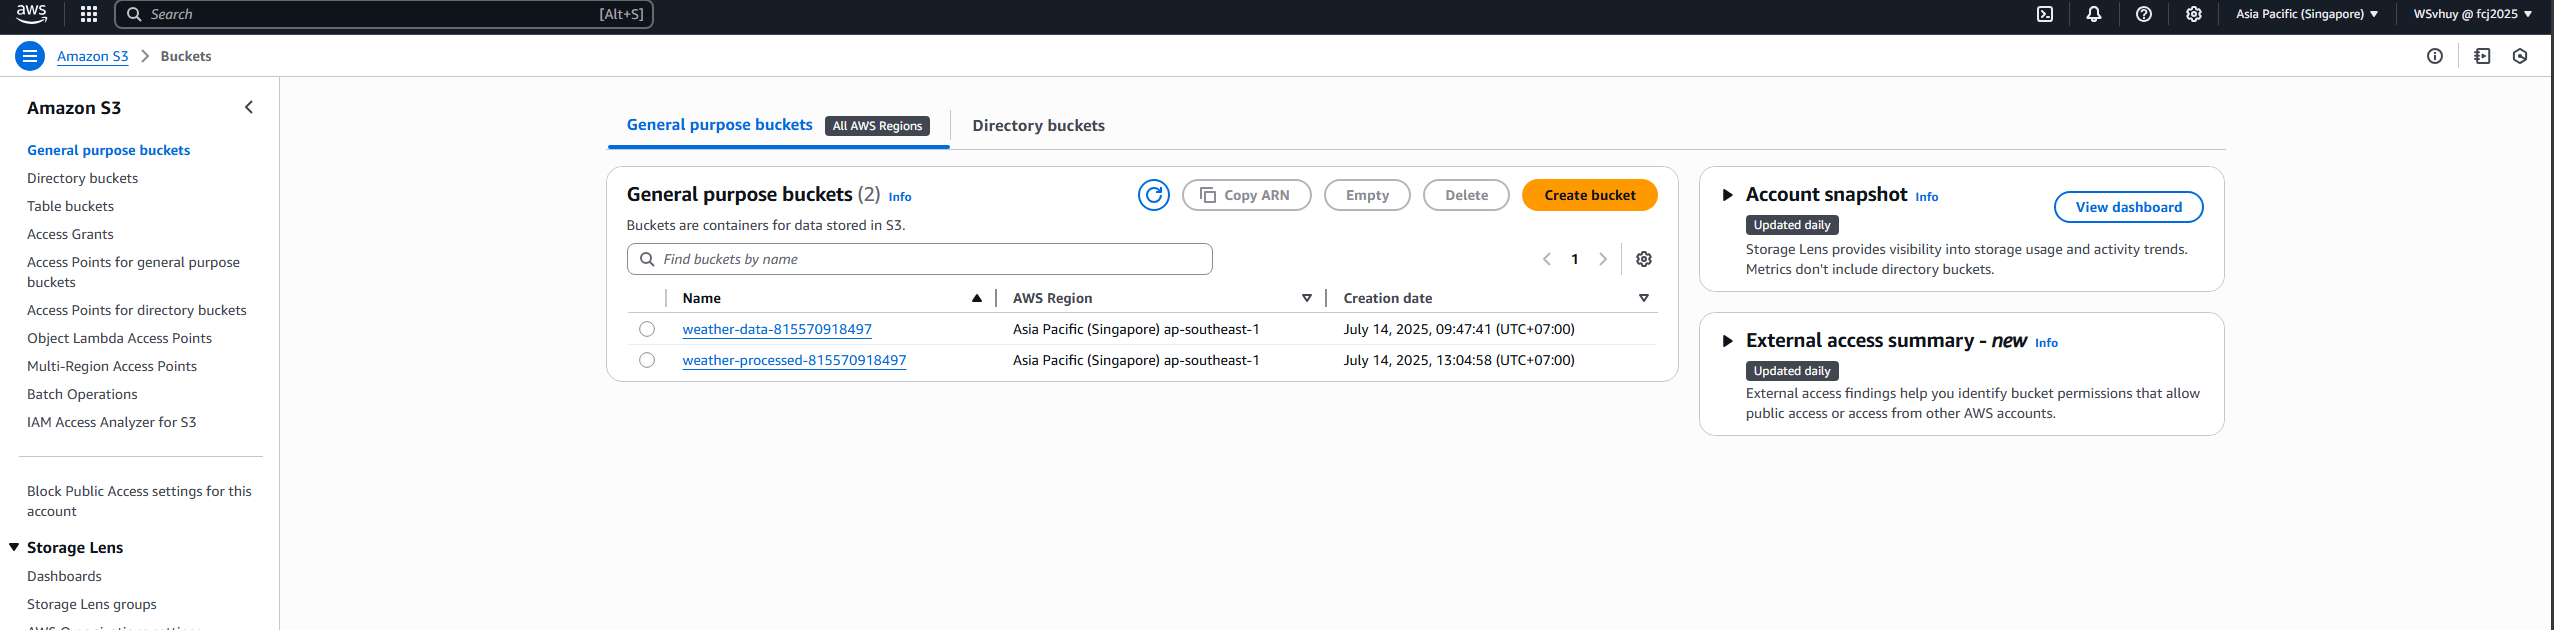 aws
Search [Alt+S]
Asia Pacific (Singapore)
WSvhuy @ fcj2025
Amazon S3
Buckets
Amazon S3
General purpose buckets
Directory buckets
Table buckets
Access Grants
Access Points for general purpose
buckets
Access Points for directory buckets
Object Lambda Access Points
Multi-Region Access Points
Batch Operations
IAM Access Analyzer for S3
Block Public Access settings for this
account
Storage Lens
Dashboards
Storage Lens groups
General purpose buckets All AWS Regions
Directory buckets
General purpose buckets (2) Info
Copy ARN
Empty
Delete
Create bucket
Buckets are containers for data stored in S3.
Find buckets by name
1
Name AWS Region Creation date
weather-data-815570918497 Asia Pacific (Singapore) ap-southeast-1 July 14, 2025, 09:47:41 (UTC+07:00)
weather-processed-815570918497 Asia Pacific (Singapore) ap-southeast-1 July 14, 2025, 13:04:58 (UTC+07:00)
Account snapshot Info
View dashboard
Updated daily
Storage Lens provides visibility into storage usage and activity trends.
Metrics don't include directory buckets.
External access summary - new Info
Updated daily
External access findings help you identify bucket permissions that allow
public access or access from other AWS accounts.